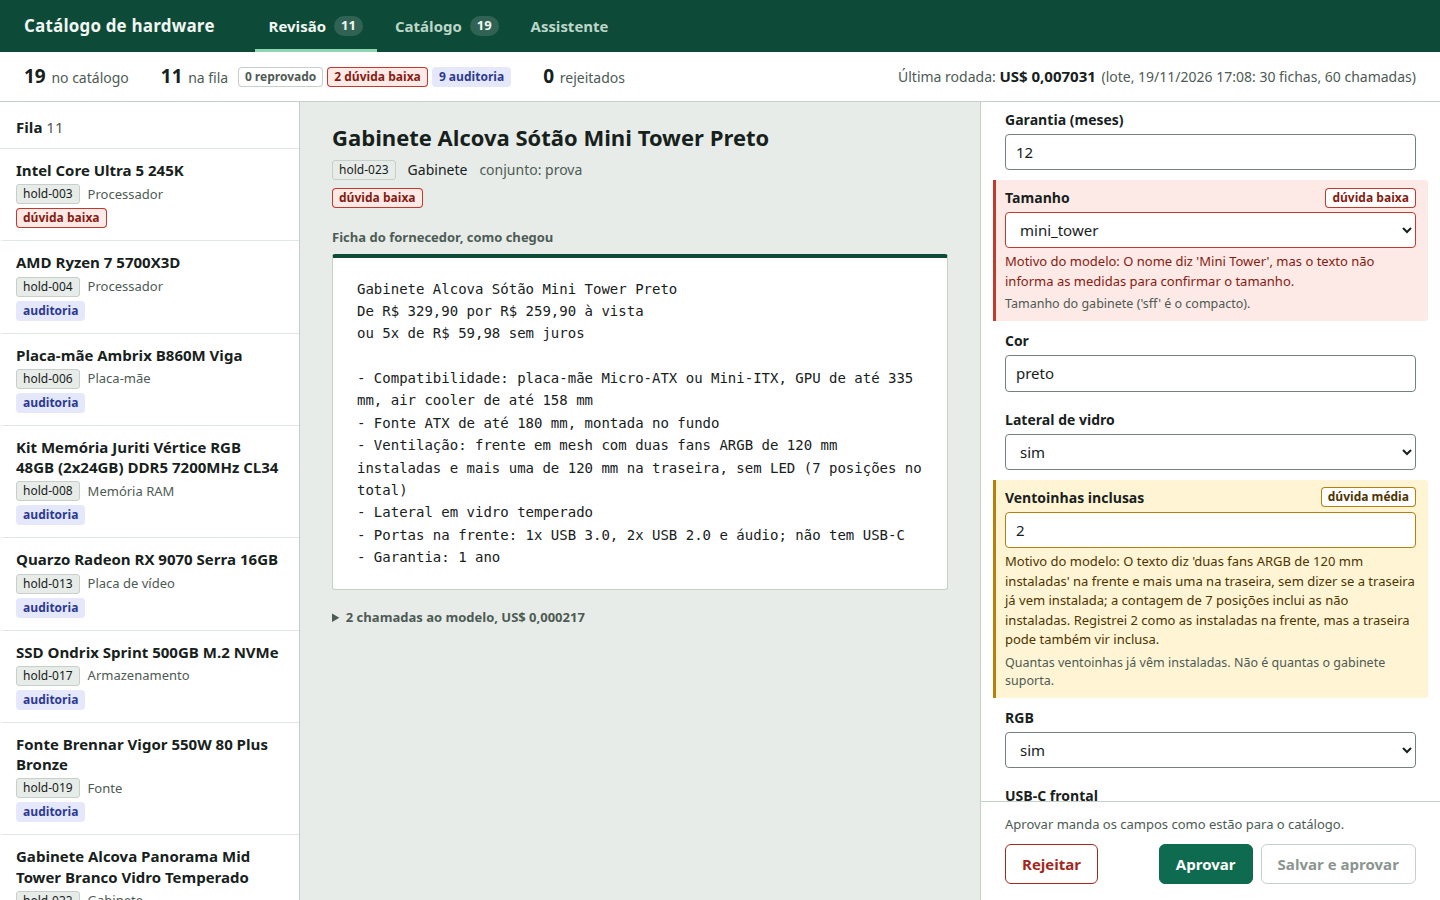 Catálogo de hardware
Revisão 11
Catálogo 19
Assistente
19 no catálogo
11 na fila
0 reprovado
2 dúvida baixa
9 auditoria
0 rejeitados
Última rodada: US$ 0,007031 (lote, 19/11/2026 17:08: 30 fichas, 60 chamadas)
Fila 11
Intel Core Ultra 5 245K
hold-003 Processador
dúvida baixa
AMD Ryzen 7 5700X3D
hold-004 Processador
auditoria
Placa-mãe Ambrix B860M Viga
hold-006 Placa-mãe
auditoria
Kit Memória Juriti Vértice RGB
48GB (2x24GB) DDR5 7200MHz CL34
hold-008 Memória RAM
auditoria
Quarzo Radeon RX 9070 Serra 16GB
hold-013 Placa de vídeo
auditoria
SSD Ondrix Sprint 500GB M.2 NVMe
hold-017 Armazenamento
auditoria
Fonte Brennar Vigor 550W 80 Plus
Bronze
hold-019 Fonte
auditoria
Gabinete Alcova Panorama Mid
Tower Branco Vidro Temperado
hold-022 Gabinete
Gabinete Alcova Sótão Mini Tower Preto
hold-023 Gabinete conjunto: prova
dúvida baixa
Ficha do fornecedor, como chegou
Gabinete Alcova Sótão Mini Tower Preto
De R$ 329,90 por R$ 259,90 à vista
ou 5x de R$ 59,98 sem juros
- Compatibilidade: placa-mãe Micro-ATX ou Mini-ITX, GPU de até 335
mm, air cooler de até 158 mm
- Fonte ATX de até 180 mm, montada no fundo
- Ventilação: frente em mesh com duas fans ARGB de 120 mm
instaladas e mais uma de 120 mm na traseira, sem LED (7 posições no
total)
- Lateral em vidro temperado
- Portas na frente: 1x USB 3.0, 2x USB 2.0 e áudio; não tem USB-C
- Garantia: 1 ano
2 chamadas ao modelo, US$ 0,000217
Garantia (meses)
12
Tamanho
dúvida baixa
mini_tower
Motivo do modelo: O nome diz 'Mini Tower', mas o texto não
informa as medidas para confirmar o tamanho.
Tamanho do gabinete ('sff' é o compacto).
Cor
preto
Lateral de vidro
sim
Ventoinhas inclusas
dúvida média
2
Motivo do modelo: O texto diz 'duas fans ARGB de 120 mm
instaladas' na frente e mais uma na traseira, sem dizer se a traseira
já vem instalada; a contagem de 7 posições inclui as não
instaladas. Registrei 2 como as instaladas na frente, mas a traseira
pode também vir inclusa.
Quantas ventoinhas já vêm instaladas. Não é quantas o gabinete
suporta.
RGB
sim
USB-C frontal
Aprovar manda os campos como estão para o catálogo.
Rejeitar
Aprovar
Salvar e aprovar